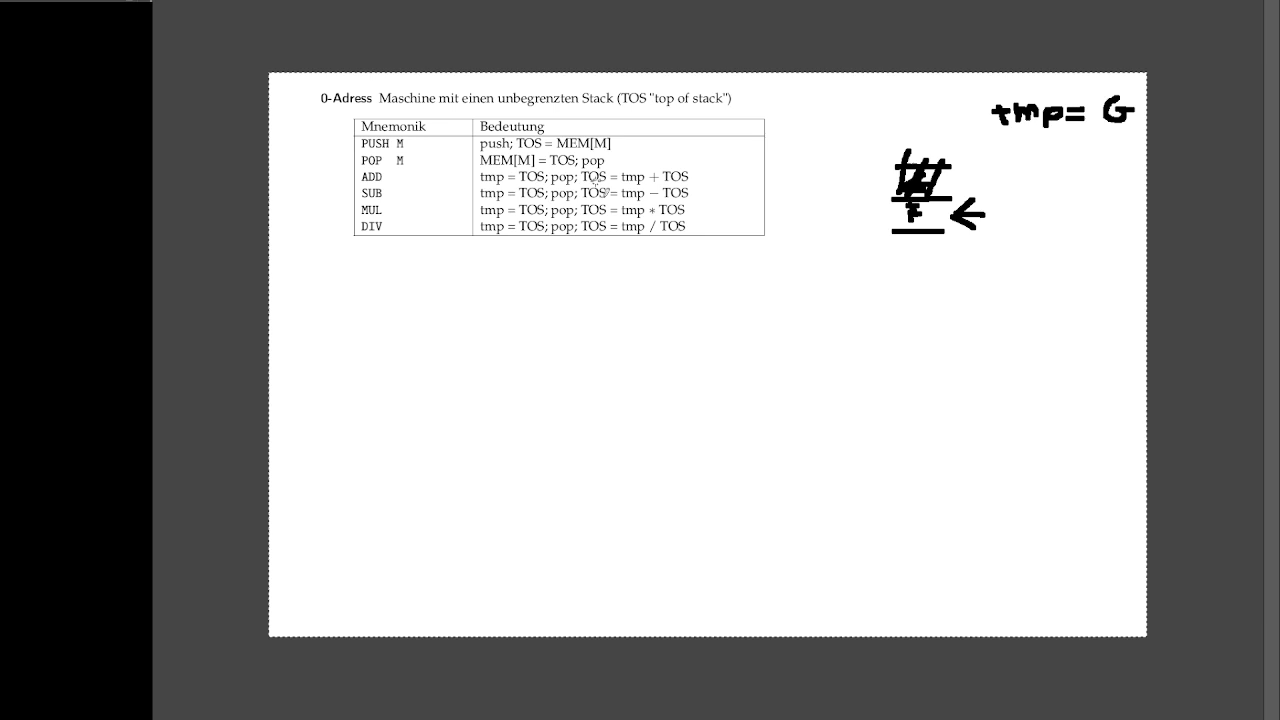 0-Adress Maschine mit einen unbegrenzten Stack (TOS "top of stack")
tmp= G
Mnemonik Bedeutung
PUSH M push; TOS = MEM[M]
POP M MEM[M] = TOS; pop
ADD tmp = TOS; pop; TOS = tmp + TOS
SUB tmp = TOS; pop; TOS = tmp − TOS
MUL tmp = TOS; pop; TOS = tmp ∗ TOS
DIV tmp = TOS; pop; TOS = tmp / TOS